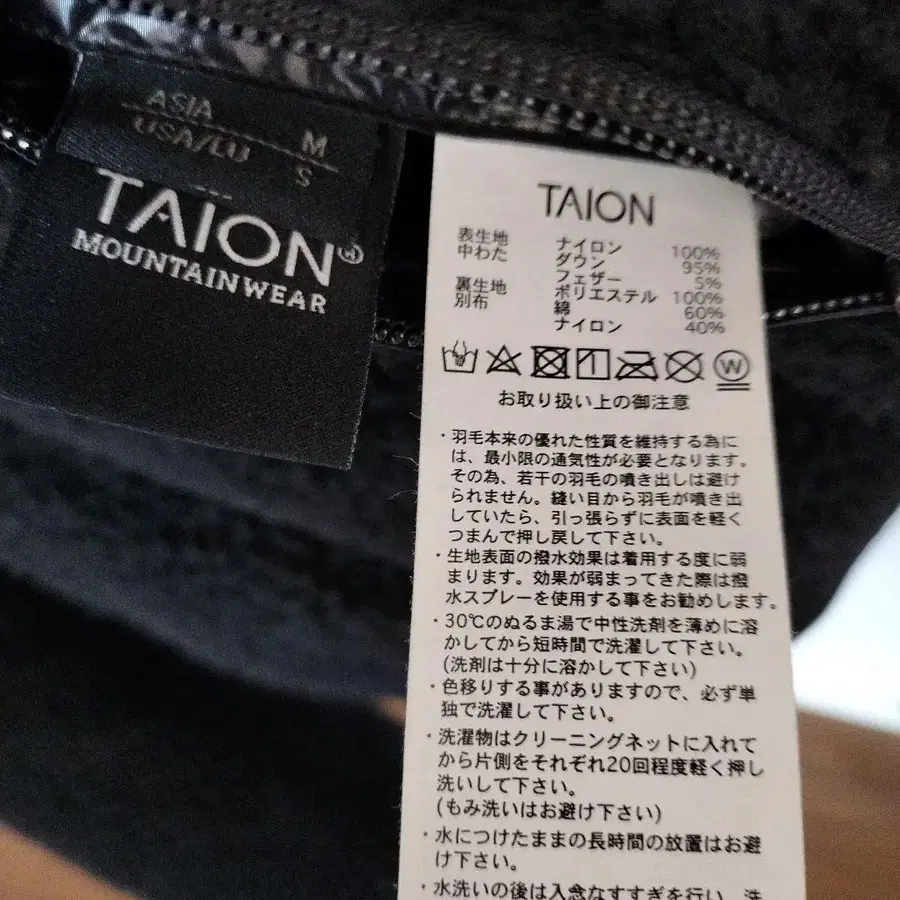 ASIA M
USA/EU S
TAION
MOUNTAINWEAR
TAION
表生地 ナイロン 100%
中わた ダウン 95%
フェザー 5%
裏生地 ポリエステル 100%
別布 綿 60%
ナイロン 40%
W
お取り扱い上の御注意
・羽毛本来の優れた性質を維持する為に
は、最小限の通気性が必要となります。
その為、若干の羽毛の噴き出しは避け
られません。縫い目から羽毛が噴き出
していたら、引っ張らずに表面を軽く
つまんで押し戻して下さい。
・生地表面の撥水効果は着用する度に弱
まります。効果が弱まってきた際は撥
水スプレーを使用する事をお勧めします。
・30℃のぬるま湯で中性洗剤を薄めに溶
かしてから短時間で洗濯して下さい。
(洗剤は十分に溶かして下さい)
・色移りする事がありますので、必ず単
独で洗濯して下さい。
・洗濯物はクリーニングネットに入れて
から片側をそれぞれ20回程度軽く押し
洗いして下さい。
(もみ洗いはお避け下さい)
・水につけたままの長時間の放置はお避
け下さい。
・水洗いの後は入念なすすぎを行い、洗